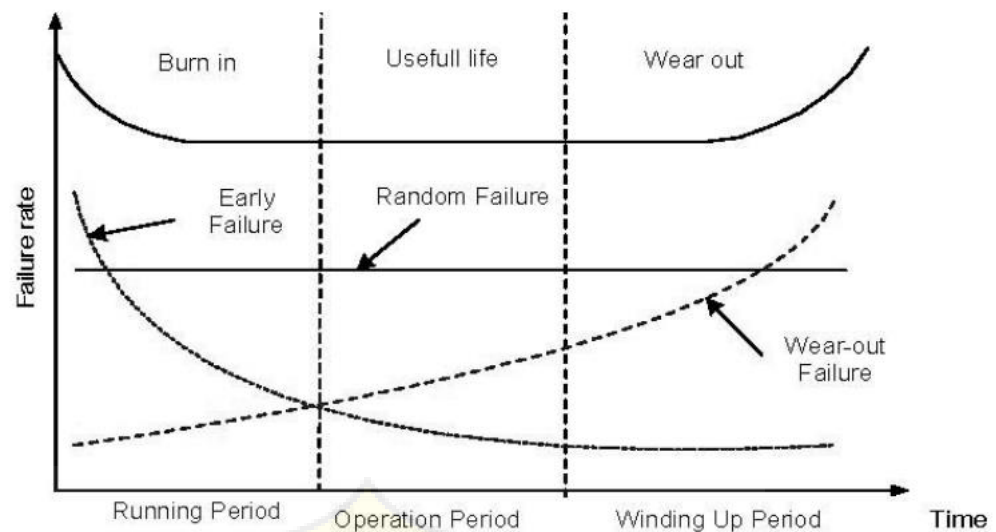 Burn in
Usefull life
Wear out
Early
Failure
Random Failure
Failure rate
Wear-out
Failure
Running Period
Operation Period
Winding Up Period
Time